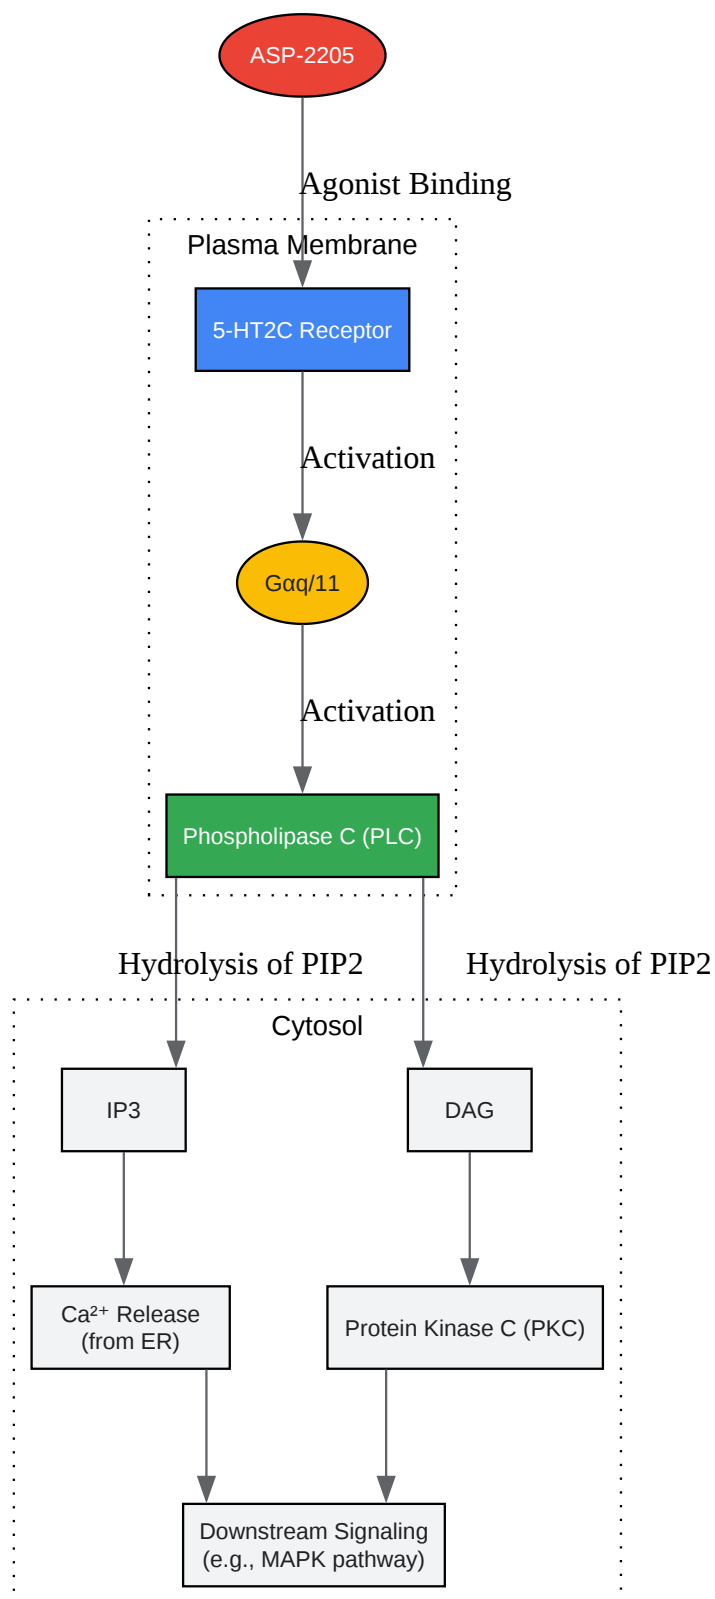 ASP-2205
Agonist Binding
Plasma Membrane
5-HT2C Receptor
Activation
Gαq/11
Activation
Phospholipase C (PLC)
Hydrolysis of PIP2
Hydrolysis of PIP2
Cytosol
IP3
DAG
Ca²⁺ Release
(from ER)
Protein Kinase C (PKC)
Downstream Signaling
(e.g., MAPK pathway)